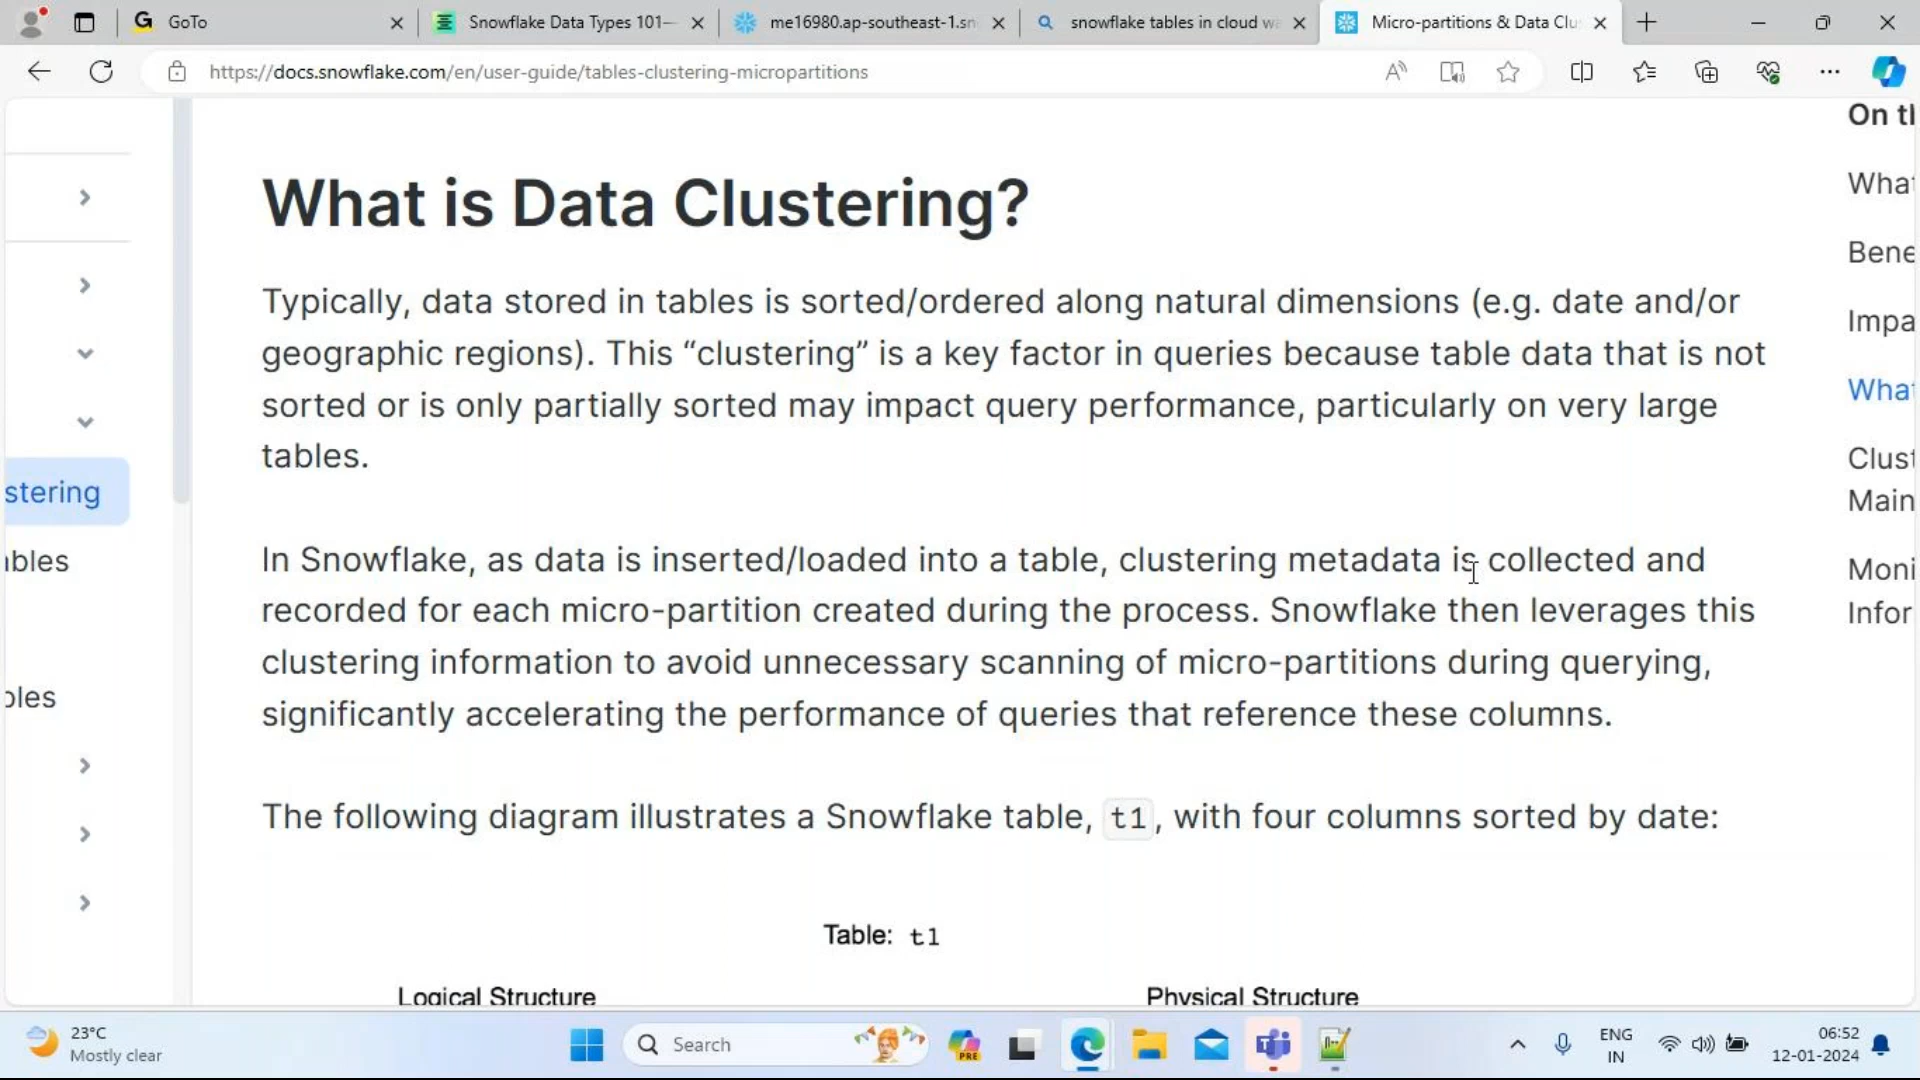 GoTo
Snowflake Data Types 101—
me16980.ap-southeast-1.sn
snowflake tables in cloud wa
Micro-partitions & Data Clus
https://docs.snowflake.com/en/user-guide/tables-clustering-micropartitions
What is Data Clustering?
Typically, data stored in tables is sorted/ordered along natural dimensions (e.g. date and/or
geographic regions). This “clustering” is a key factor in queries because table data that is not
sorted or is only partially sorted may impact query performance, particularly on very large
tables.
In Snowflake, as data is inserted/loaded into a table, clustering metadata is collected and
recorded for each micro-partition created during the process. Snowflake then leverages this
clustering information to avoid unnecessary scanning of micro-partitions during querying,
significantly accelerating the performance of queries that reference these columns.
The following diagram illustrates a Snowflake table, t1, with four columns sorted by date:
Table: t1
Logical Structure
Physical Structure
stering
ables
bles
On th
What
Bene
Impa
What
Clust
Main
Moni
Infor
23°C
Mostly clear
Search
PRE
ENG
IN
06:52
12-01-2024